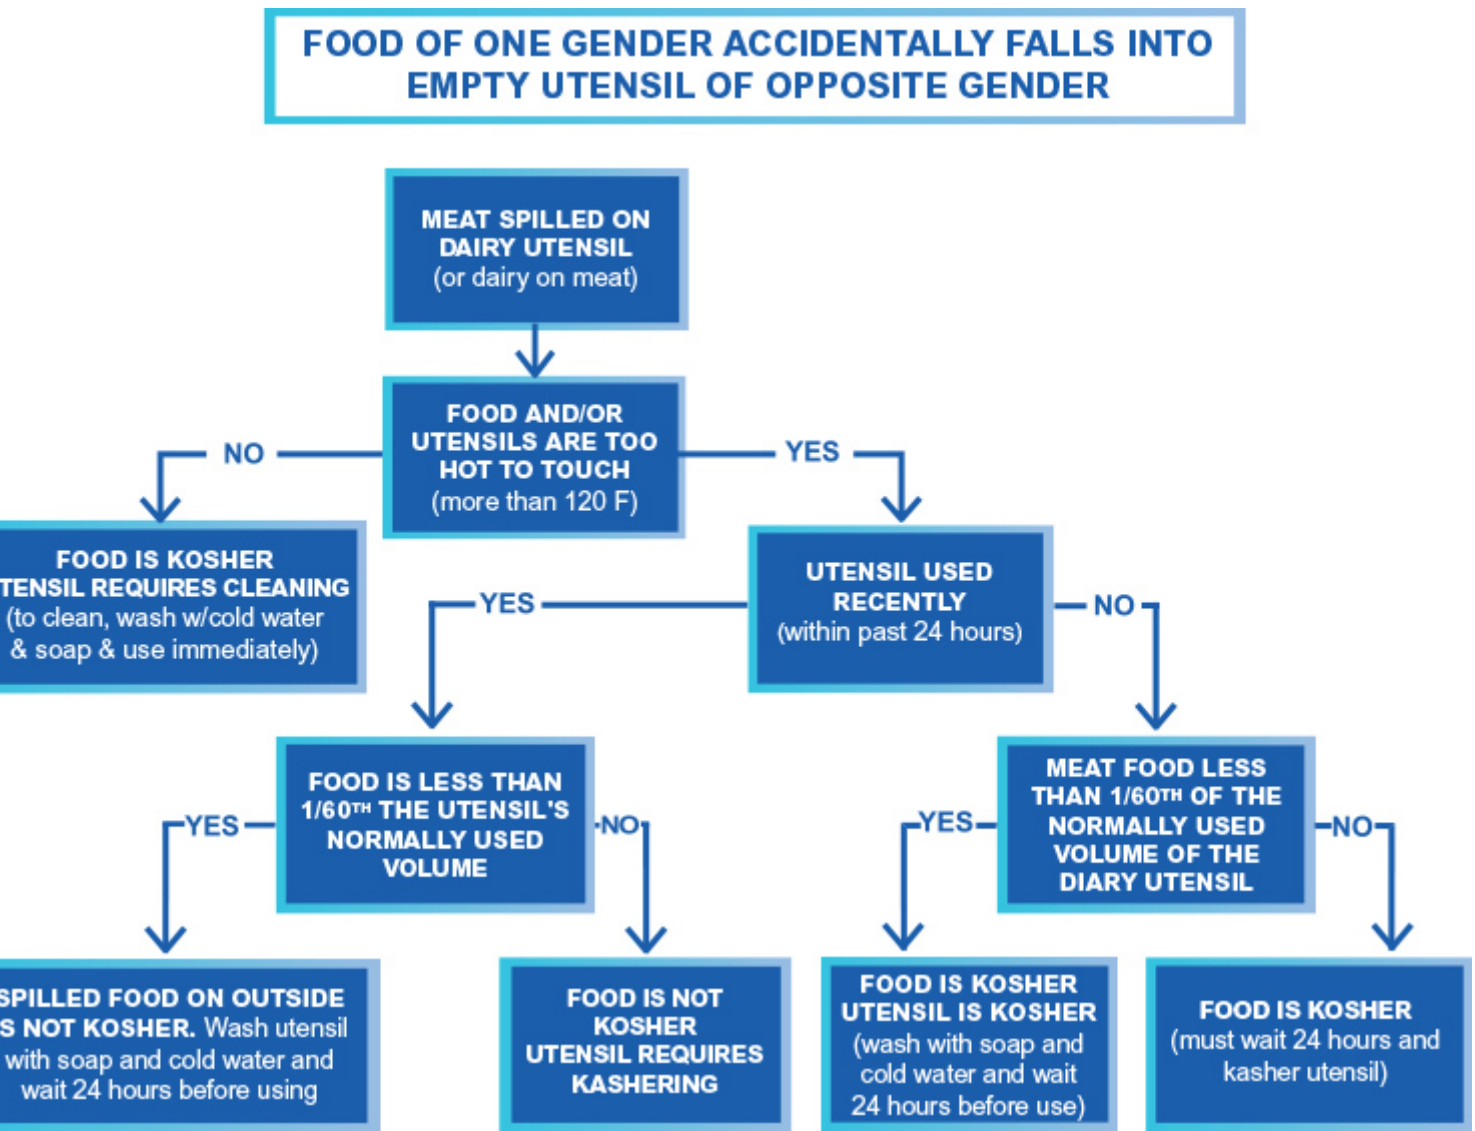 FOOD OF ONE GENDER ACCIDENTALLY FALLS INTO
EMPTY UTENSIL OF OPPOSITE GENDER
MEAT SPILLED ON
DAIRY UTENSIL
(or dairy on meat)
FOOD AND/OR
UTENSILS ARE TOO
HOT TO TOUCH
(more than 120 F)
NO
YES
FOOD IS KOSHER
TENSIL REQUIRES CLEANING
(to clean, wash w/cold water
& soap & use immediately)
UTENSIL USED
RECENTLY
(within past 24 hours)
YES
NO
FOOD IS LESS THAN
1/60TH THE UTENSIL'S
NORMALLY USED
VOLUME
MEAT FOOD LESS
THAN 1/60TH OF THE
NORMALLY USED
VOLUME OF THE
DIARY UTENSIL
YES
NO
YES
NO
SPILLED FOOD ON OUTSIDE
S NOT KOSHER. Wash utensil
with soap and cold water and
wait 24 hours before using
FOOD IS NOT
KOSHER
UTENSIL REQUIRES
KASHERING
FOOD IS KOSHER
UTENSIL IS KOSHER
(wash with soap and
cold water and wait
24 hours before use)
FOOD IS KOSHER
(must wait 24 hours and
kasher utensil)